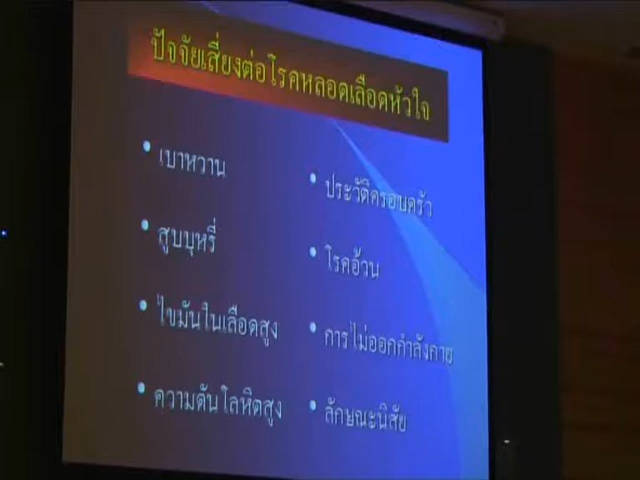 ปัจจัยเสี่ยงต่อโรคหลอดเลือดหัวใจ
• เบาหวาน
• สูบบุหรี่
• ไขมันในเลือดสูง
• ความดันโลหิตสูง
• ประวัติครอบครัว
• โรคอ้วน
• การไม่ออกกำลังกาย
• ลักษณะนิสัย